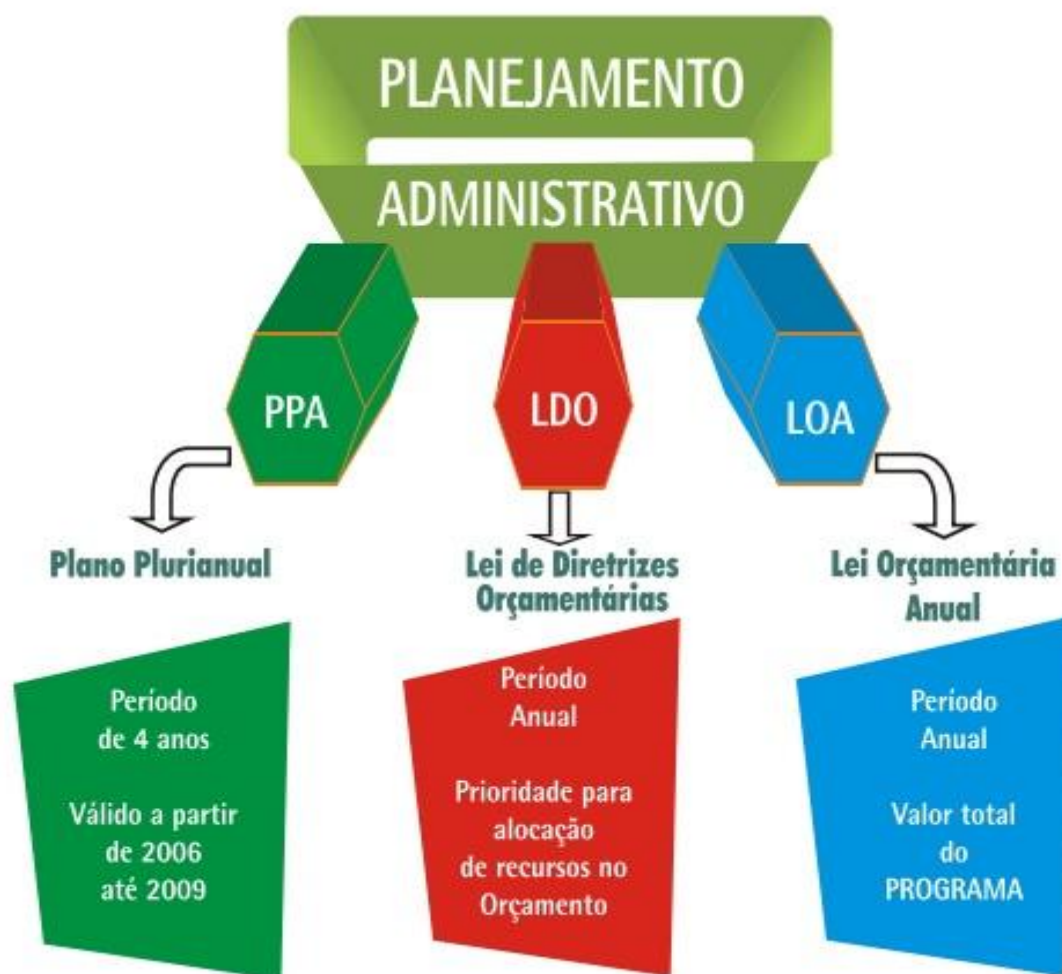 PLANEJAMENTO
ADMINISTRATIVO
PPA
LDO
LOA
Plano Plurianual
Lei de Diretrizes
Orçamentárias
Lei Orçamentária
Anual
Período
de 4 anos
Válido a partir
de 2006
até 2009
Período
Anual
Prioridade para
alocação
de recursos no
Orçamento
Período
Anual
Valor total
do
PROGRAMA